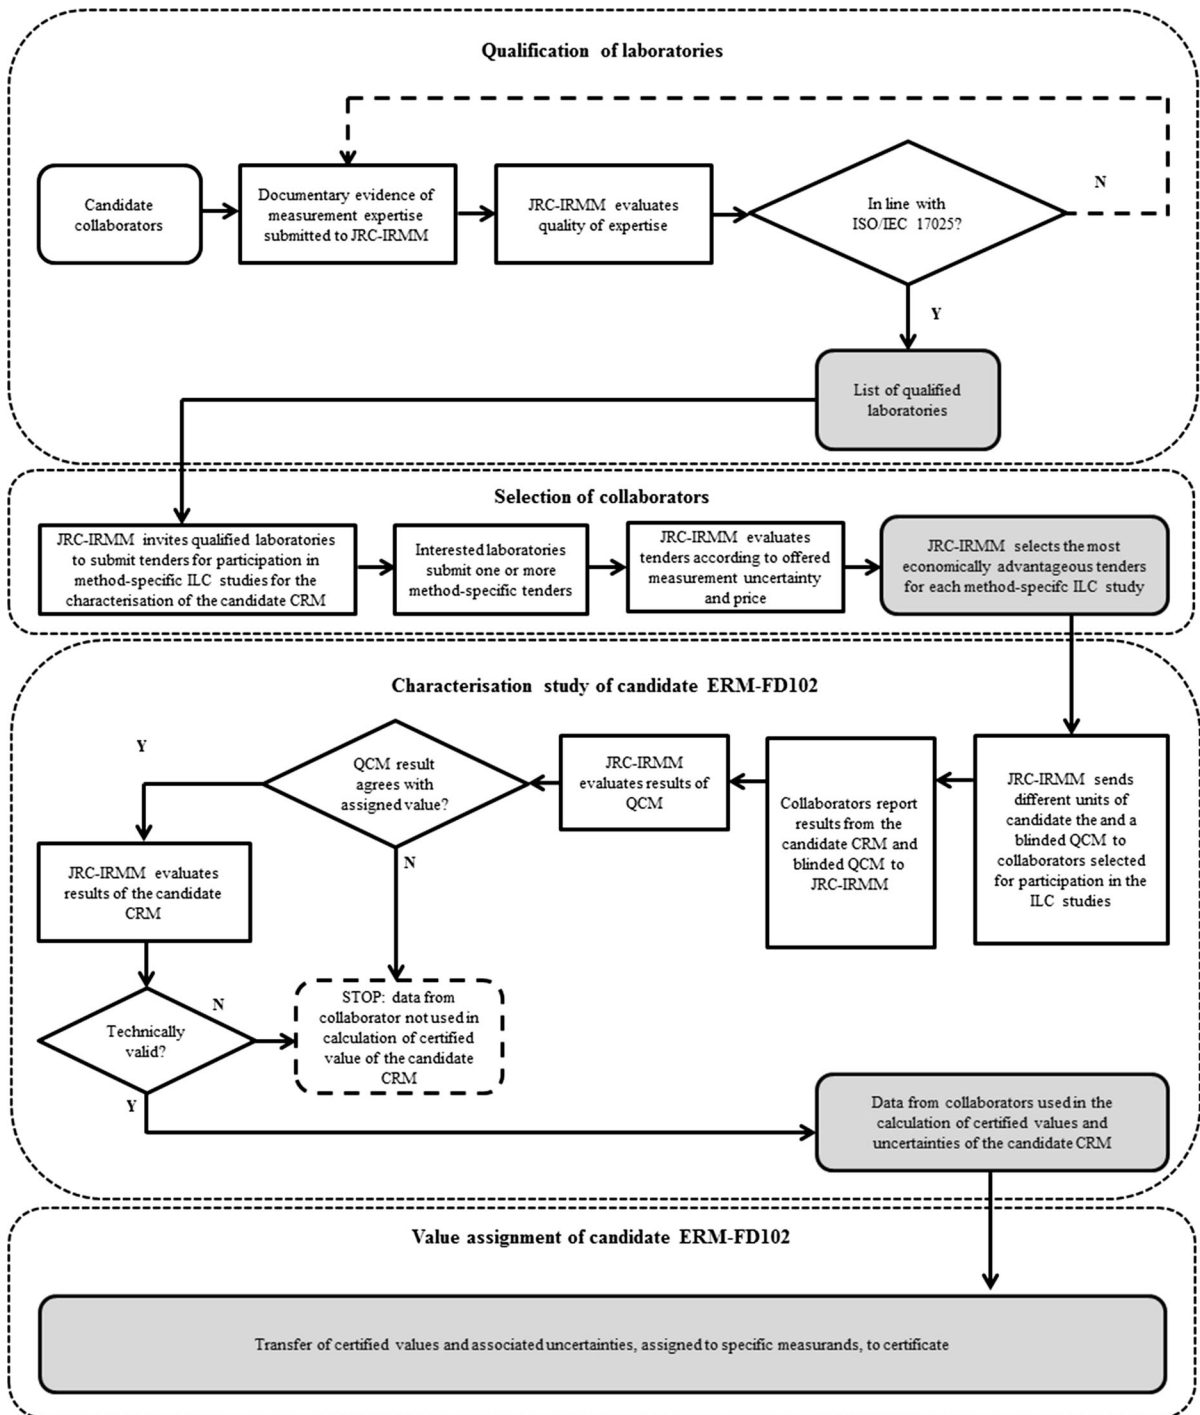 Qualification of laboratories
Candidate
collaborators
Documentary evidence of
measurement expertise
submitted to JRC-IRMM
JRC-IRMM evaluates
quality of expertise
In line with
ISO/IEC 17025?
N
Y
List of qualified
laboratories
Selection of collaborators
JRC-IRMM invites qualified laboratories
to submit tenders for participation in
method-specific ILC studies for the
characterisation of the candidate CRM
Interested laboratories
submit one or more
method-specific tenders
JRC-IRMM evaluates
tenders according to offered
measurement uncertainty
and price
JRC-IRMM selects the most
economically advantageous tenders
for each method-specifc ILC study
Characterisation study of candidate ERM-FD102
JRC-IRMM sends
different units of
candidate the and a
blinded QCM to
collaborators selected
for participation in the
ILC studies
Collaborators report
results from the
candidate CRM and
blinded QCM to
JRC-IRMM
JRC-IRMM
evaluates results of
QCM
QCM result
agrees with
assigned value?
Y
N
JRC-IRMM evaluates
results of the candidate
CRM
Technically
valid?
N
Y
STOP: data from
collaborator not used in
calculation of certified
value of the candidate
CRM
Data from collaborators used in the
calculation of certified values and
uncertainties of the candidate CRM
Value assignment of candidate ERM-FD102
Transfer of certified values and associated uncertainties, assigned to specific measurands, to certificate